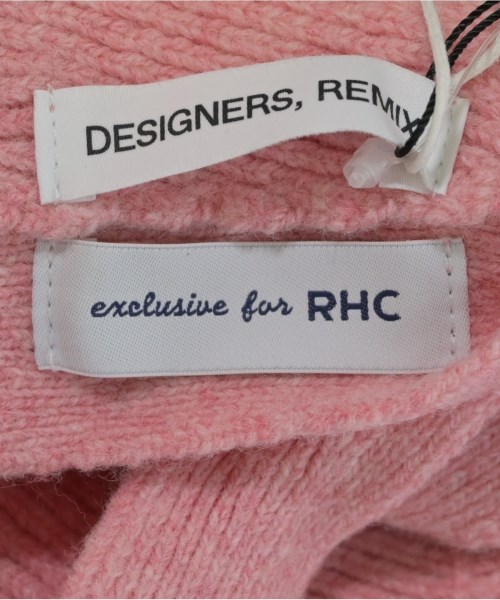 DESIGNERS, REMIX
exclusive for RHC